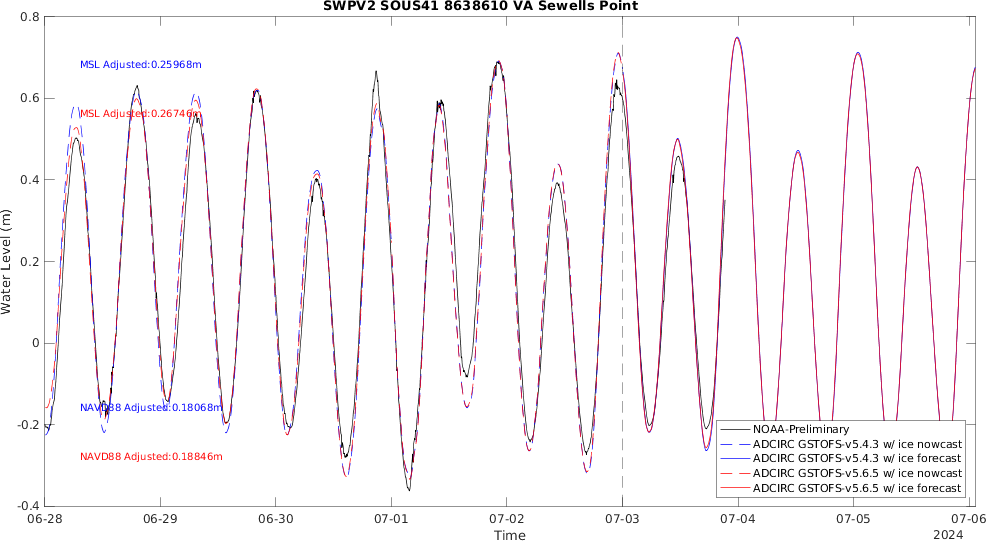 SWPV2 SOUS41 8638610 VA Sewells Point
0.8
0.6
0.4
0.2
0
-0.2
-0.4
Water Level (m)
MSL Adjusted:0.25968m
MSL Adjusted:0.26746m
NAVD88 Adjusted:0.18068m
NAVD88 Adjusted:0.18846m
NOAA-Preliminary
ADCIRC GSTOFS-v5.4.3 w/ ice nowcast
ADCIRC GSTOFS-v5.4.3 w/ ice forecast
ADCIRC GSTOFS-v5.6.5 w/ ice nowcast
ADCIRC GSTOFS-v5.6.5 w/ ice forecast
06-28 06-29 06-30 07-01 07-02 07-03 07-04 07-05 07-06
Time
2024